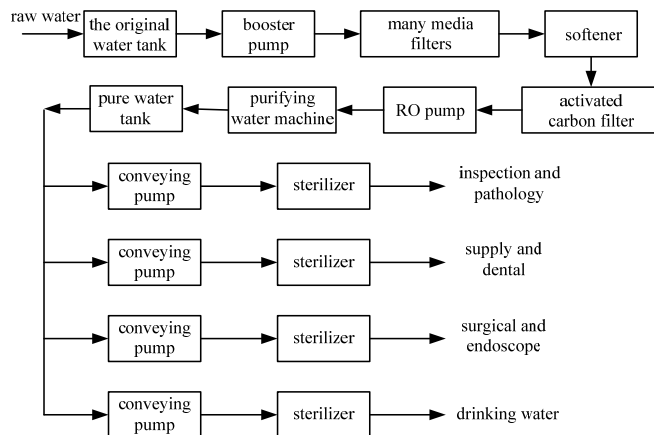 raw water
the original
water tank
booster
pump
many media
filters
softener
pure water
tank
purifying
water machine
RO pump
activated
carbon filter
conveying
pump
sterilizer
inspection and
pathology
conveying
pump
sterilizer
supply and
dental
conveying
pump
sterilizer
surgical and
endoscope
conveying
pump
sterilizer
drinking water